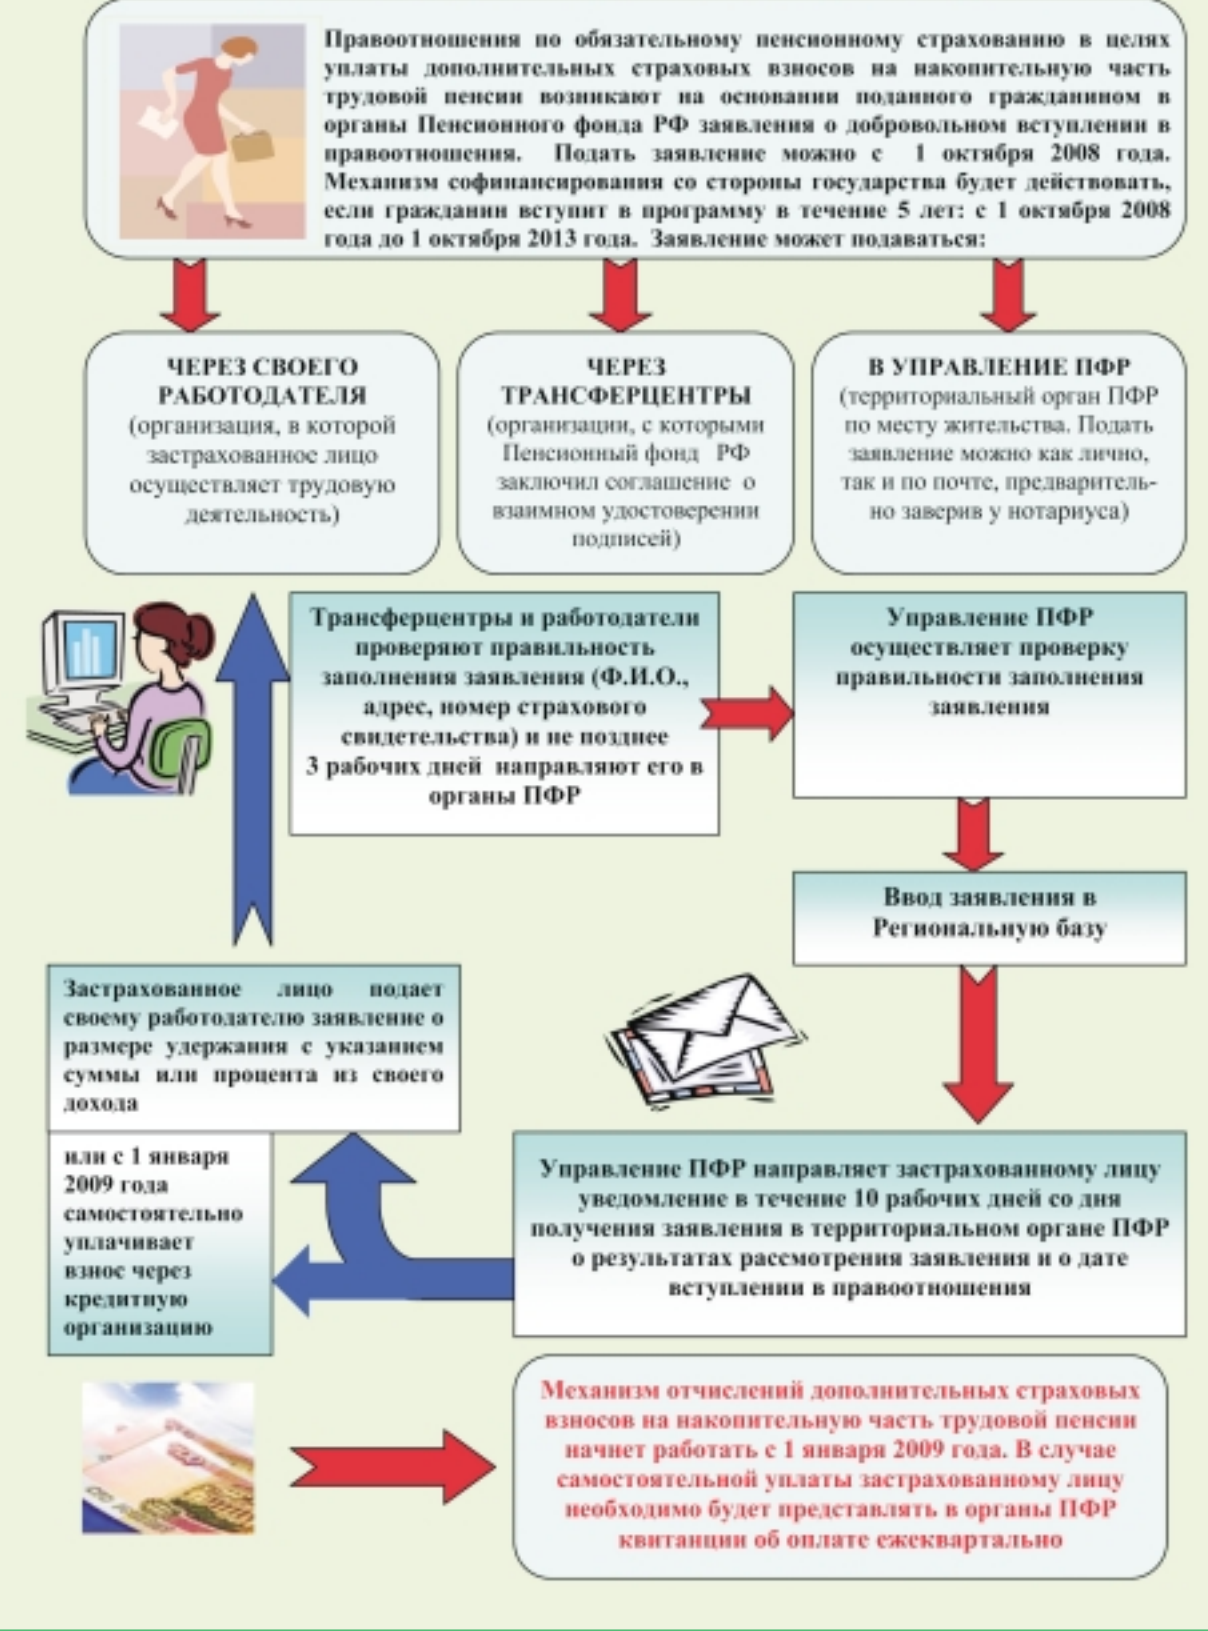 Правоотношения по обязательному пенсионному страхованию в целях
уплаты дополнительных страховых взносов на накопительную часть
трудовой пенсии возникают на основании поданного гражданином в
органы Пенсионного фонда РФ заявления о добровольном вступлении в
правоотношения. Подать заявление можно с 1 октября 2008 года.
Механизм софинансирования со стороны государства будет действовать,
если гражданин вступит в программу в течение 5 лет: с 1 октября 2008
года до 1 октября 2013 года. Заявление может подаваться:
ЧЕРЕЗ СВОЕГО
РАБОТОДАТЕЛЯ
(организация, в которой
застрахованное лицо
осуществляет трудовую
деятельность)
ЧЕРЕЗ
ТРАНСФЕРЦЕНТРЫ
(организации, с которыми
Пенсионный фонд РФ
заключил соглашение о
взаимном удостоверении
подписей)
В УПРАВЛЕНИЕ ПФР
(территориальный орган ПФР
по месту жительства. Подать
заявление можно как лично,
так и по почте, предваритель-
но заверив у нотариуса)
Трансферцентры и работодатели
проверяют правильность
заполнения заявления (Ф.И.О.,
адрес, номер страхового
свидетельства) и не позднее
3 рабочих дней направляют его в
органы ПФР
Управление ПФР
осуществляет проверку
правильности заполнения
заявления
Ввод заявления в
Региональную базу
Застрахованное лицо подает
своему работодателю заявление о
размере удержания с указанием
суммы или процента из своего
дохода
или с 1 января
2009 года
самостоятельно
уплачивает
взнос через
кредитную
организацию
Управление ПФР направляет застрахованному лицу
уведомление в течение 10 рабочих дней со дня
получения заявления в территориальном органе ПФР
о результатах рассмотрения заявления и о дате
вступлении в правоотношения
Механизм отчислений дополнительных страховых
взносов на накопительную часть трудовой пенсии
начнет работать с 1 января 2009 года. В случае
самостоятельной уплаты застрахованному лицу
необходимо будет представлять в органы ПФР
квитанции об оплате ежеквартально